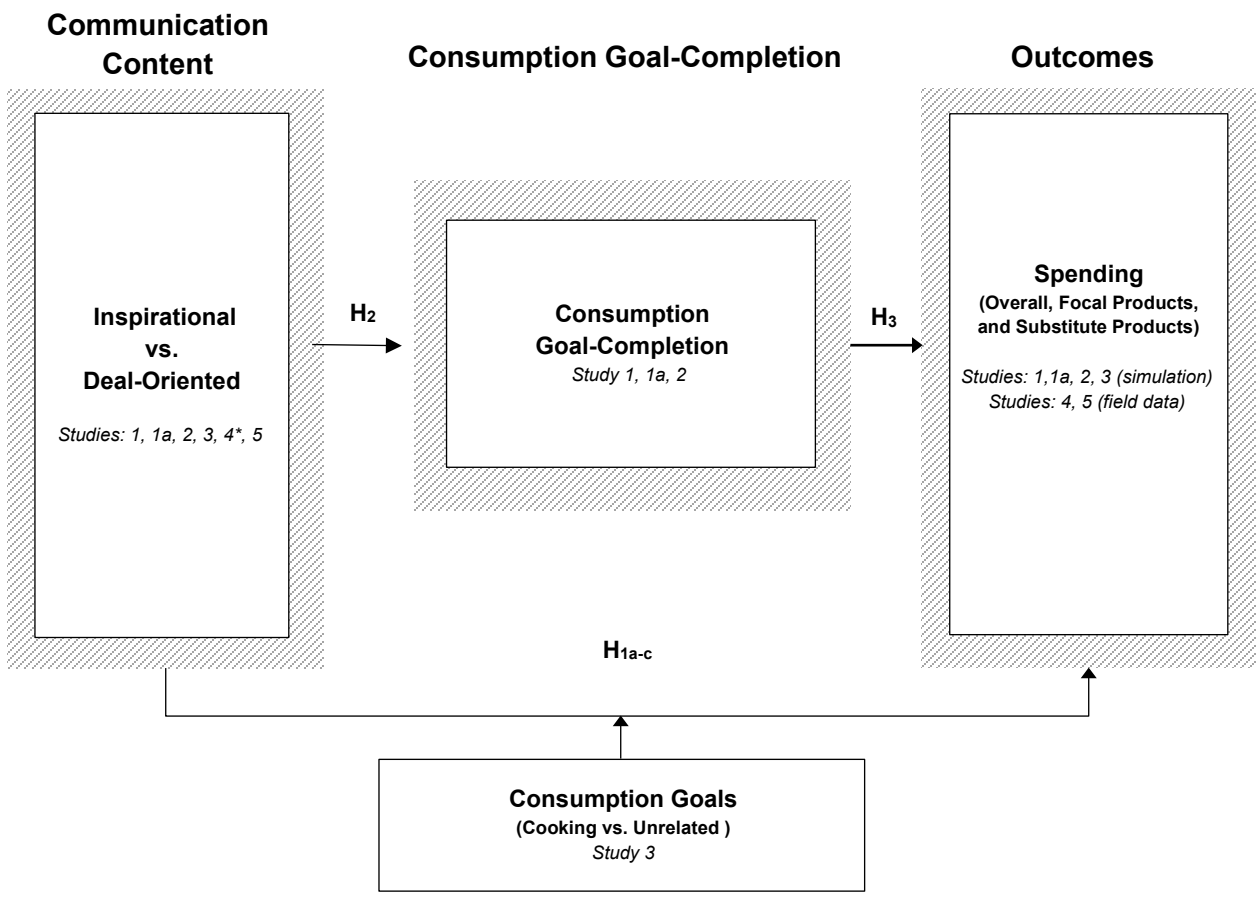 Communication
Content
Consumption Goal-Completion
Outcomes
Inspirational
vs.
Deal-Oriented
Studies: 1, 1a, 2, 3, 4*, 5
H2
Consumption
Goal-Completion
Study 1, 1a, 2
H3
Spending
(Overall, Focal Products,
and Substitute Products)
Studies: 1,1a, 2, 3 (simulation)
Studies: 4, 5 (field data)
H1a-c
Consumption Goals
(Cooking vs. Unrelated )
Study 3